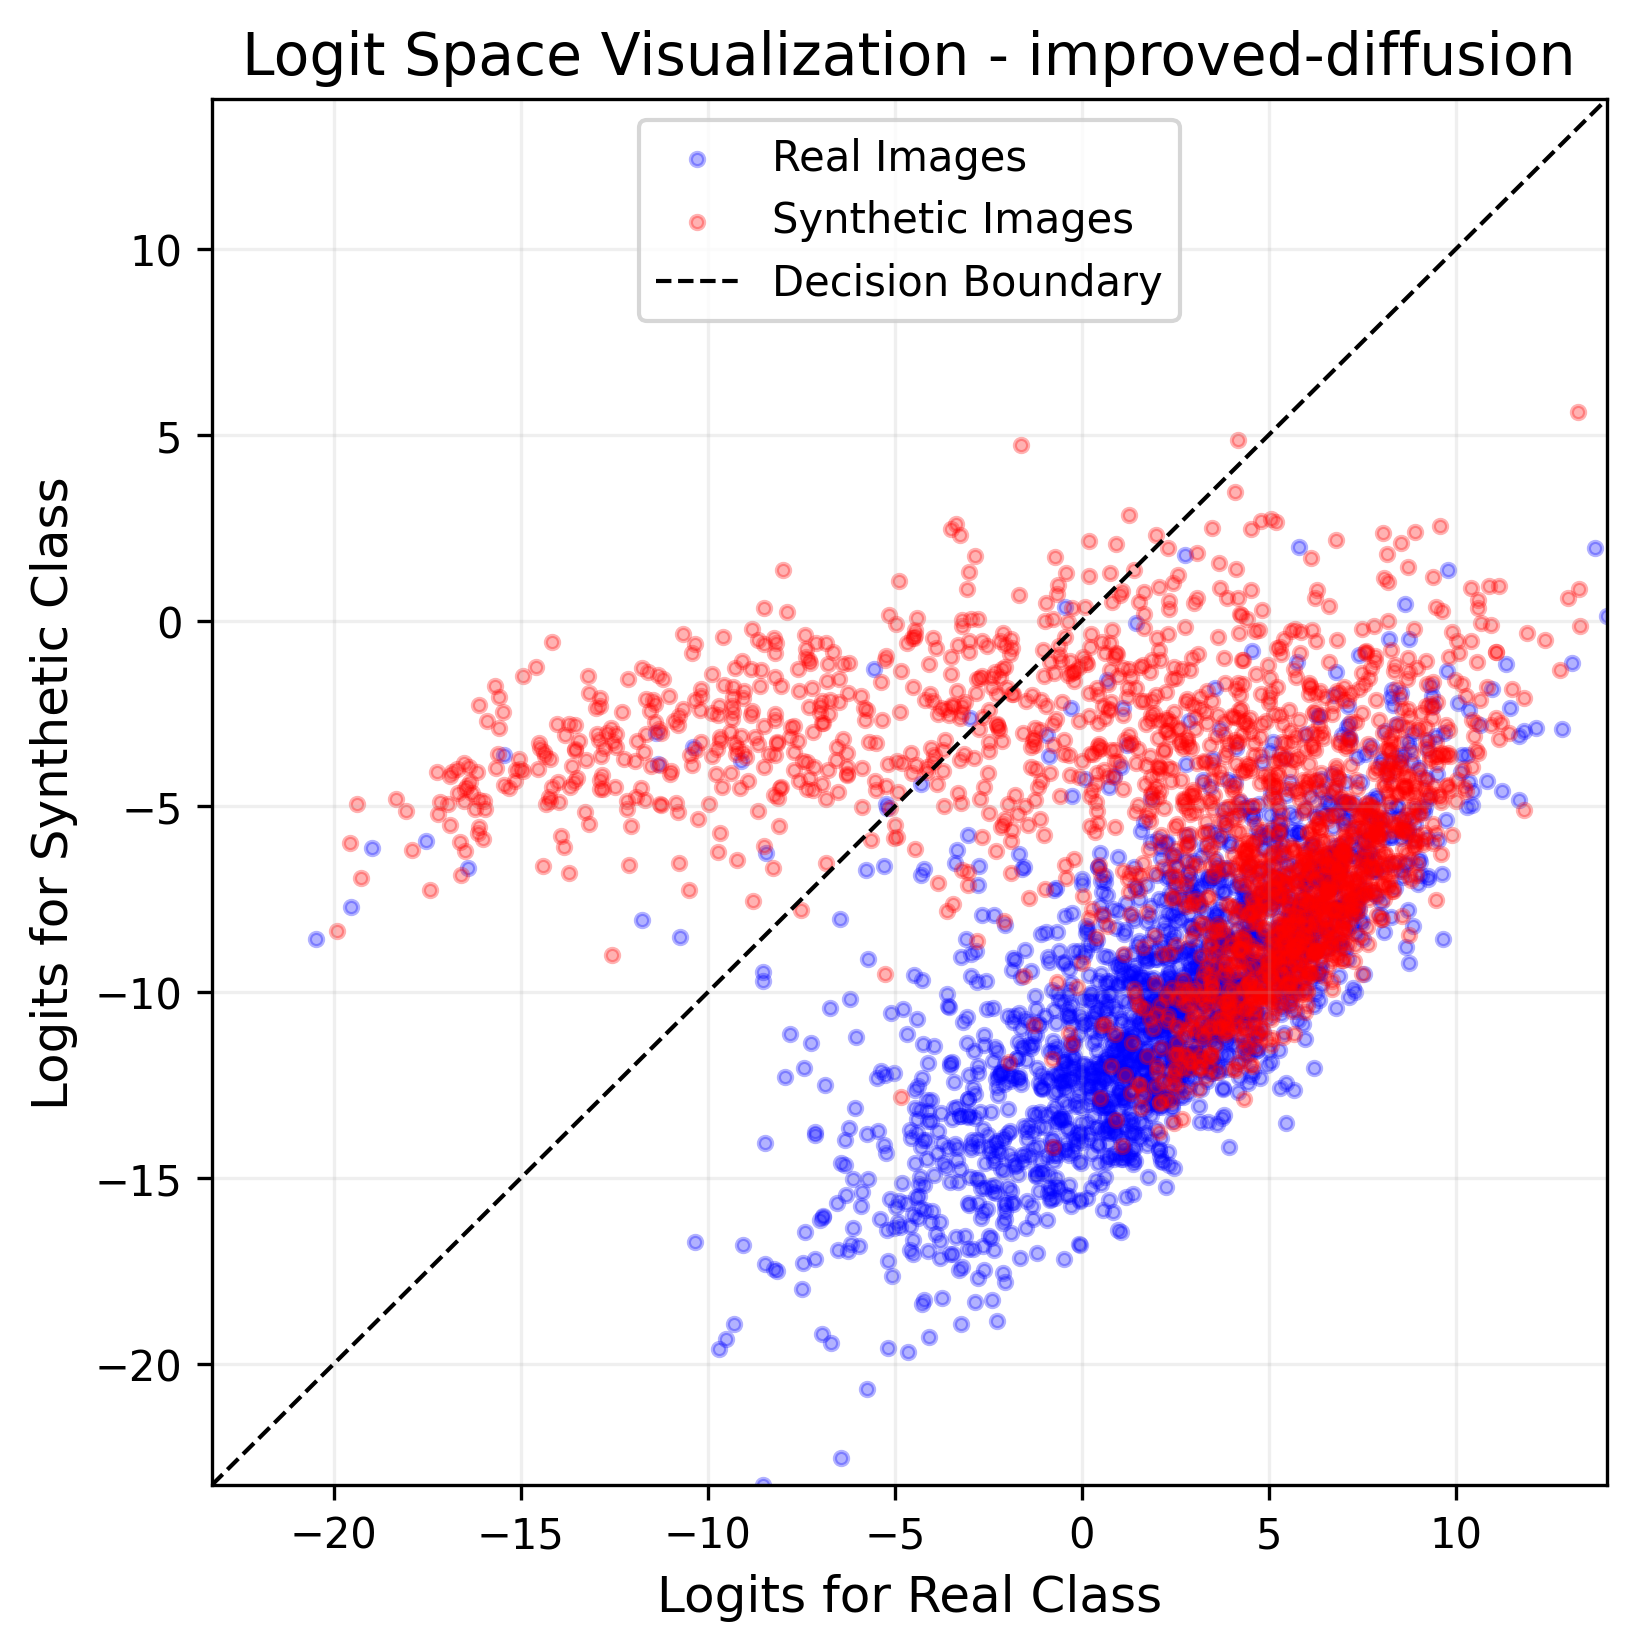 Logit Space Visualization - improved-diffusion
Real Images
Synthetic Images
Decision Boundary
Logits for Synthetic Class
10
5
0
−5
−10
−15
−20
−20 −15 −10 −5 0 5 10
Logits for Real Class